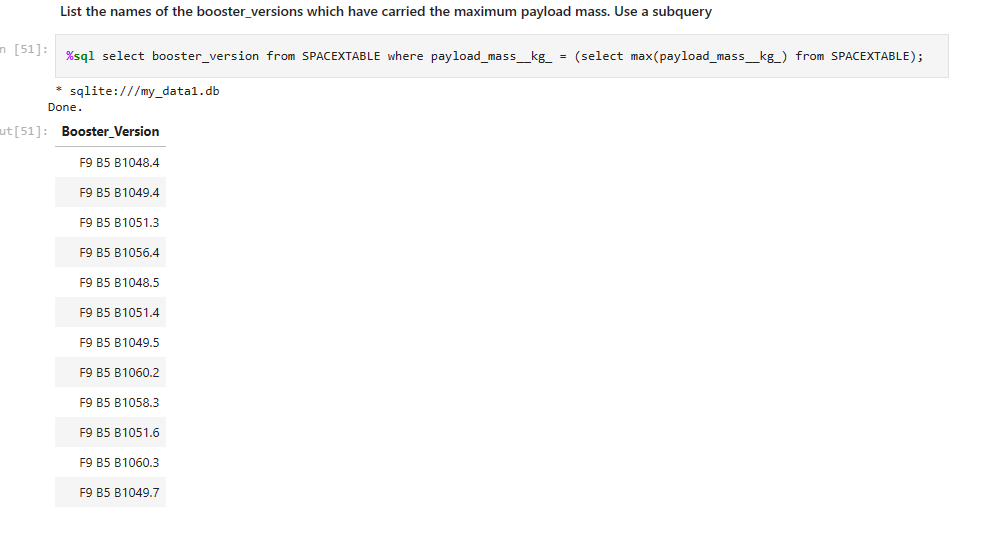 List the names of the booster_versions which have carried the maximum payload mass. Use a subquery
n [51]:
%sql select booster_version from SPACEXTABLE where payload_mass__kg_ = (select max(payload_mass__kg_) from SPACEXTABLE);
* sqlite:///my_data1.db
Done.
ut[51]:
Booster_Version
F9 B5 B1048.4
F9 B5 B1049.4
F9 B5 B1051.3
F9 B5 B1056.4
F9 B5 B1048.5
F9 B5 B1051.4
F9 B5 B1049.5
F9 B5 B1060.2
F9 B5 B1058.3
F9 B5 B1051.6
F9 B5 B1060.3
F9 B5 B1049.7